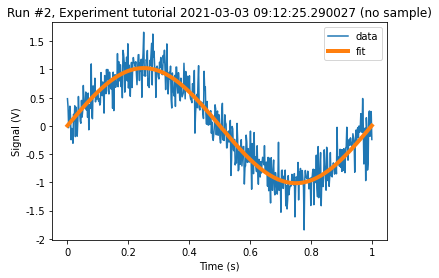 Run #2, Experiment tutorial 2021-03-03 09:12:25.290027 (no sample)
data
fit
1.5
1
0.5
0
-0.5
-1
-1.5
-2
Signal (V)
0
0.2
0.4
0.6
0.8
1
Time (s)